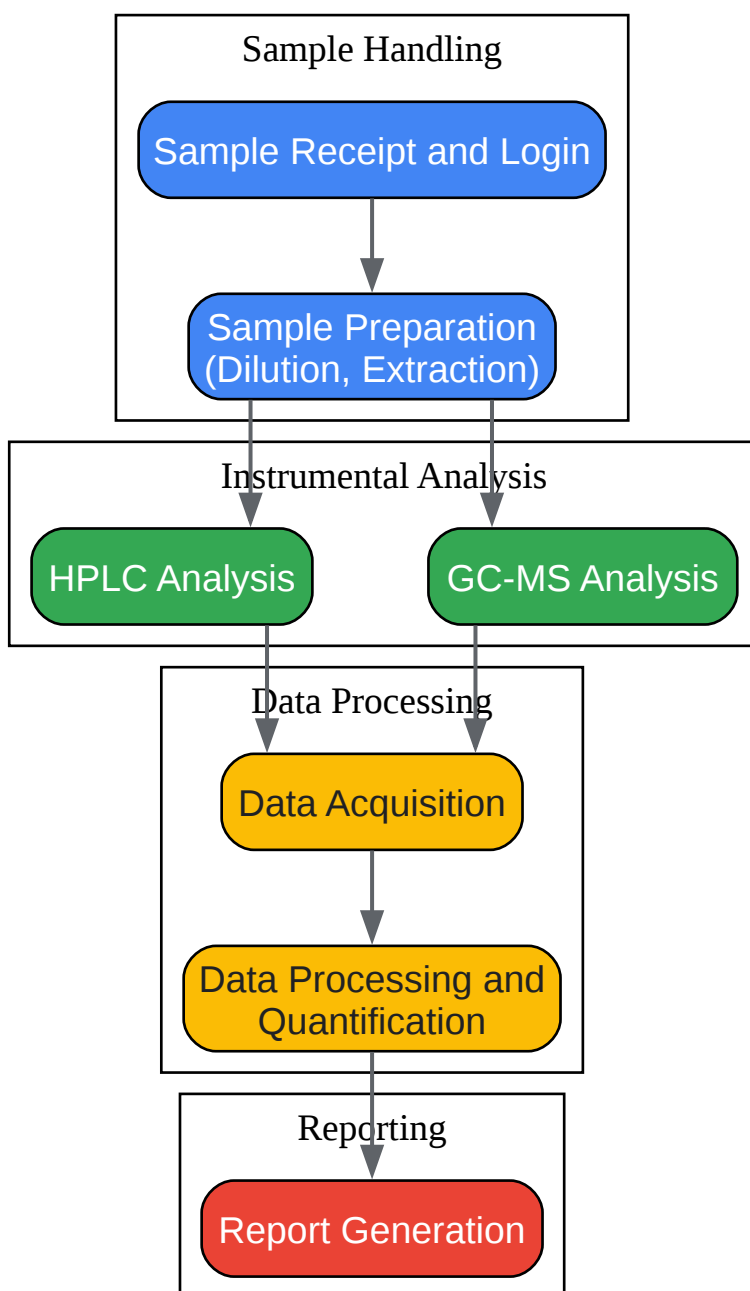 Sample Handling
Sample Receipt and Login
Sample Preparation
(Dilution, Extraction)
Instrumental Analysis
HPLC Analysis
GC-MS Analysis
Data Processing
Data Acquisition
Data Processing and
Quantification
Reporting
Report Generation